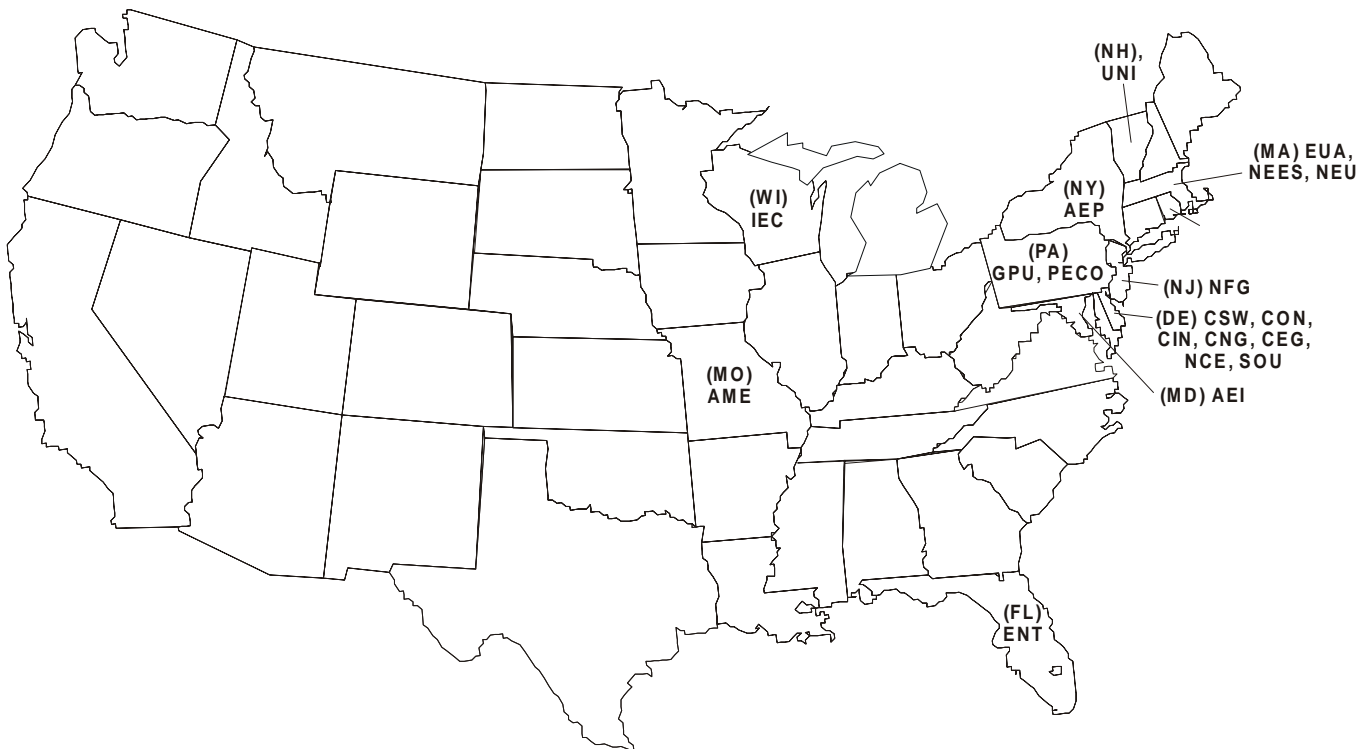 (NH),
UNI
(MA) EUA,
NEES, NEU
(WI)
IEC
(NY)
AEP
(PA)
GPU, PECO
(NJ) NFG
(DE) CSW, CON,
CIN, CNG, CEG,
NCE, SOU
(MO)
AME
(MD) AEI
(FL)
ENT